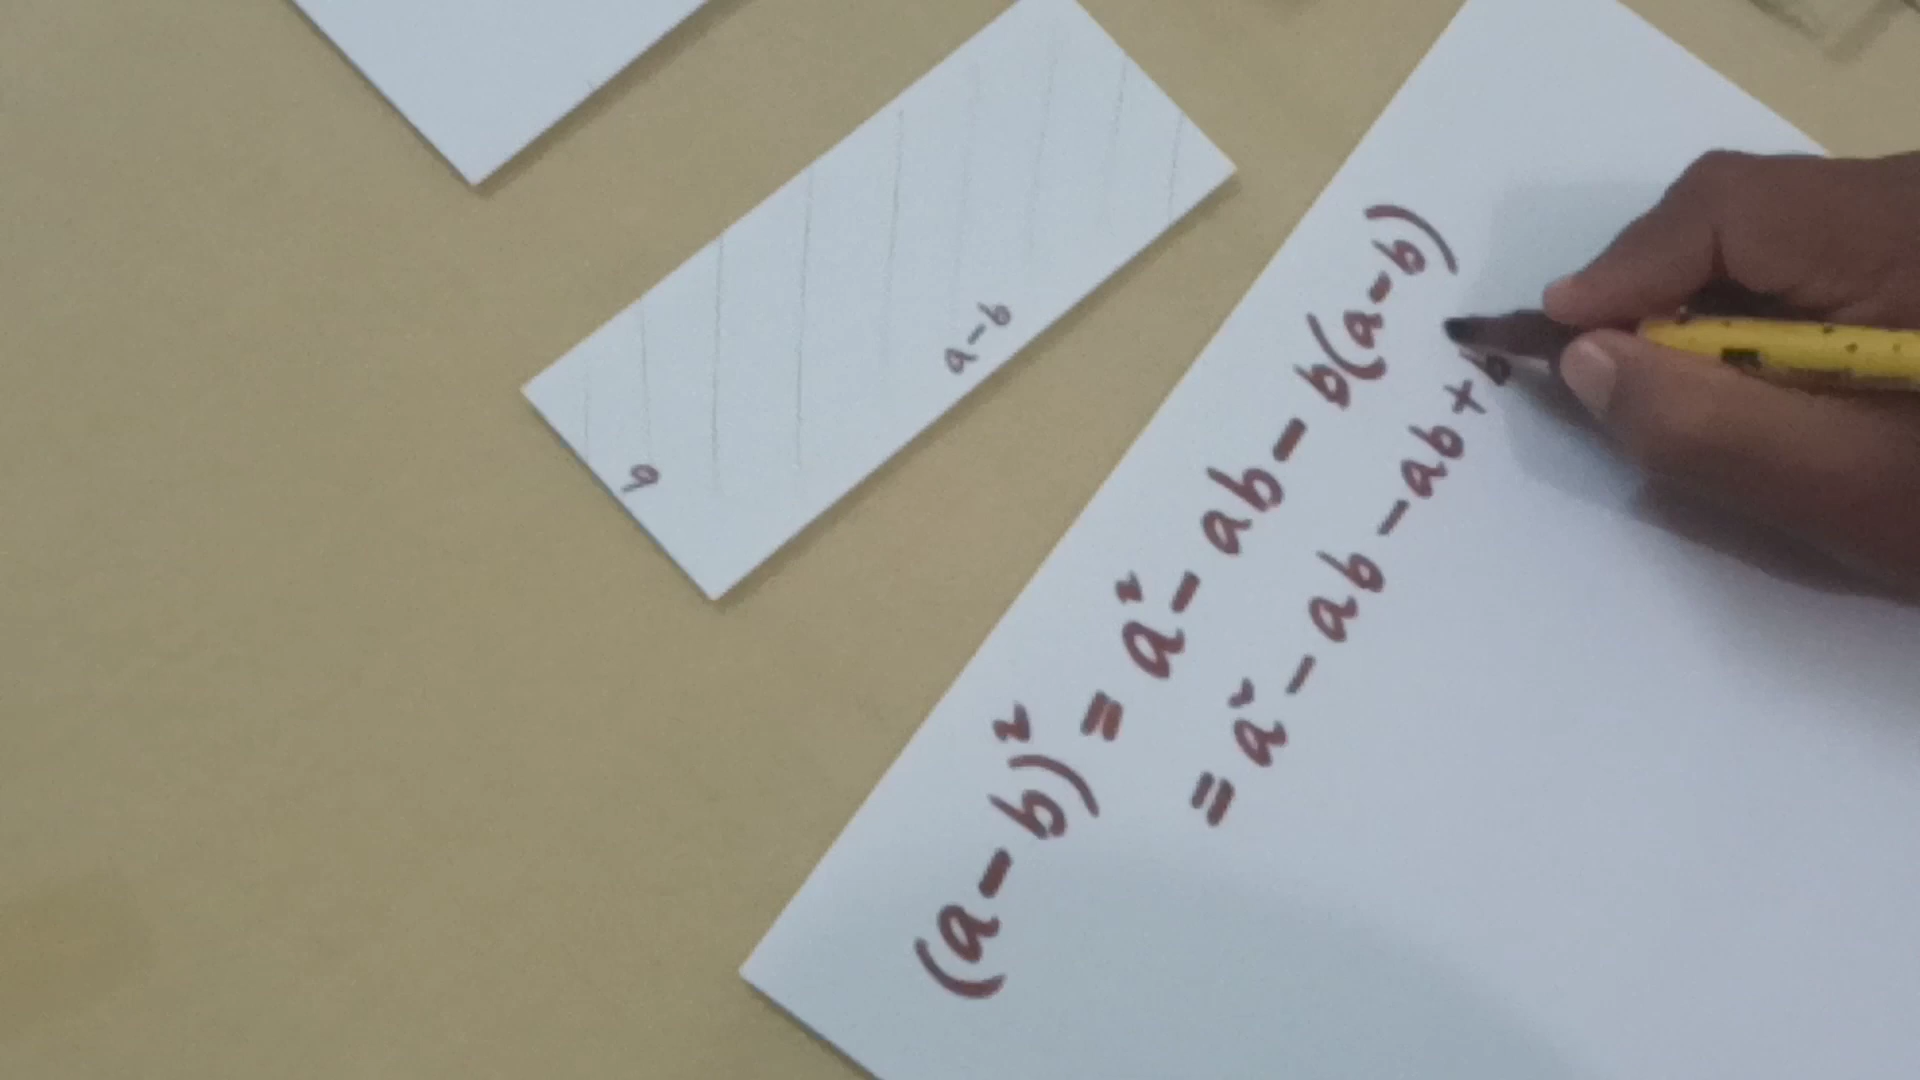 b
a-b
(a-b)² = a² - ab - b(a-b)
= a² - ab - ab + b